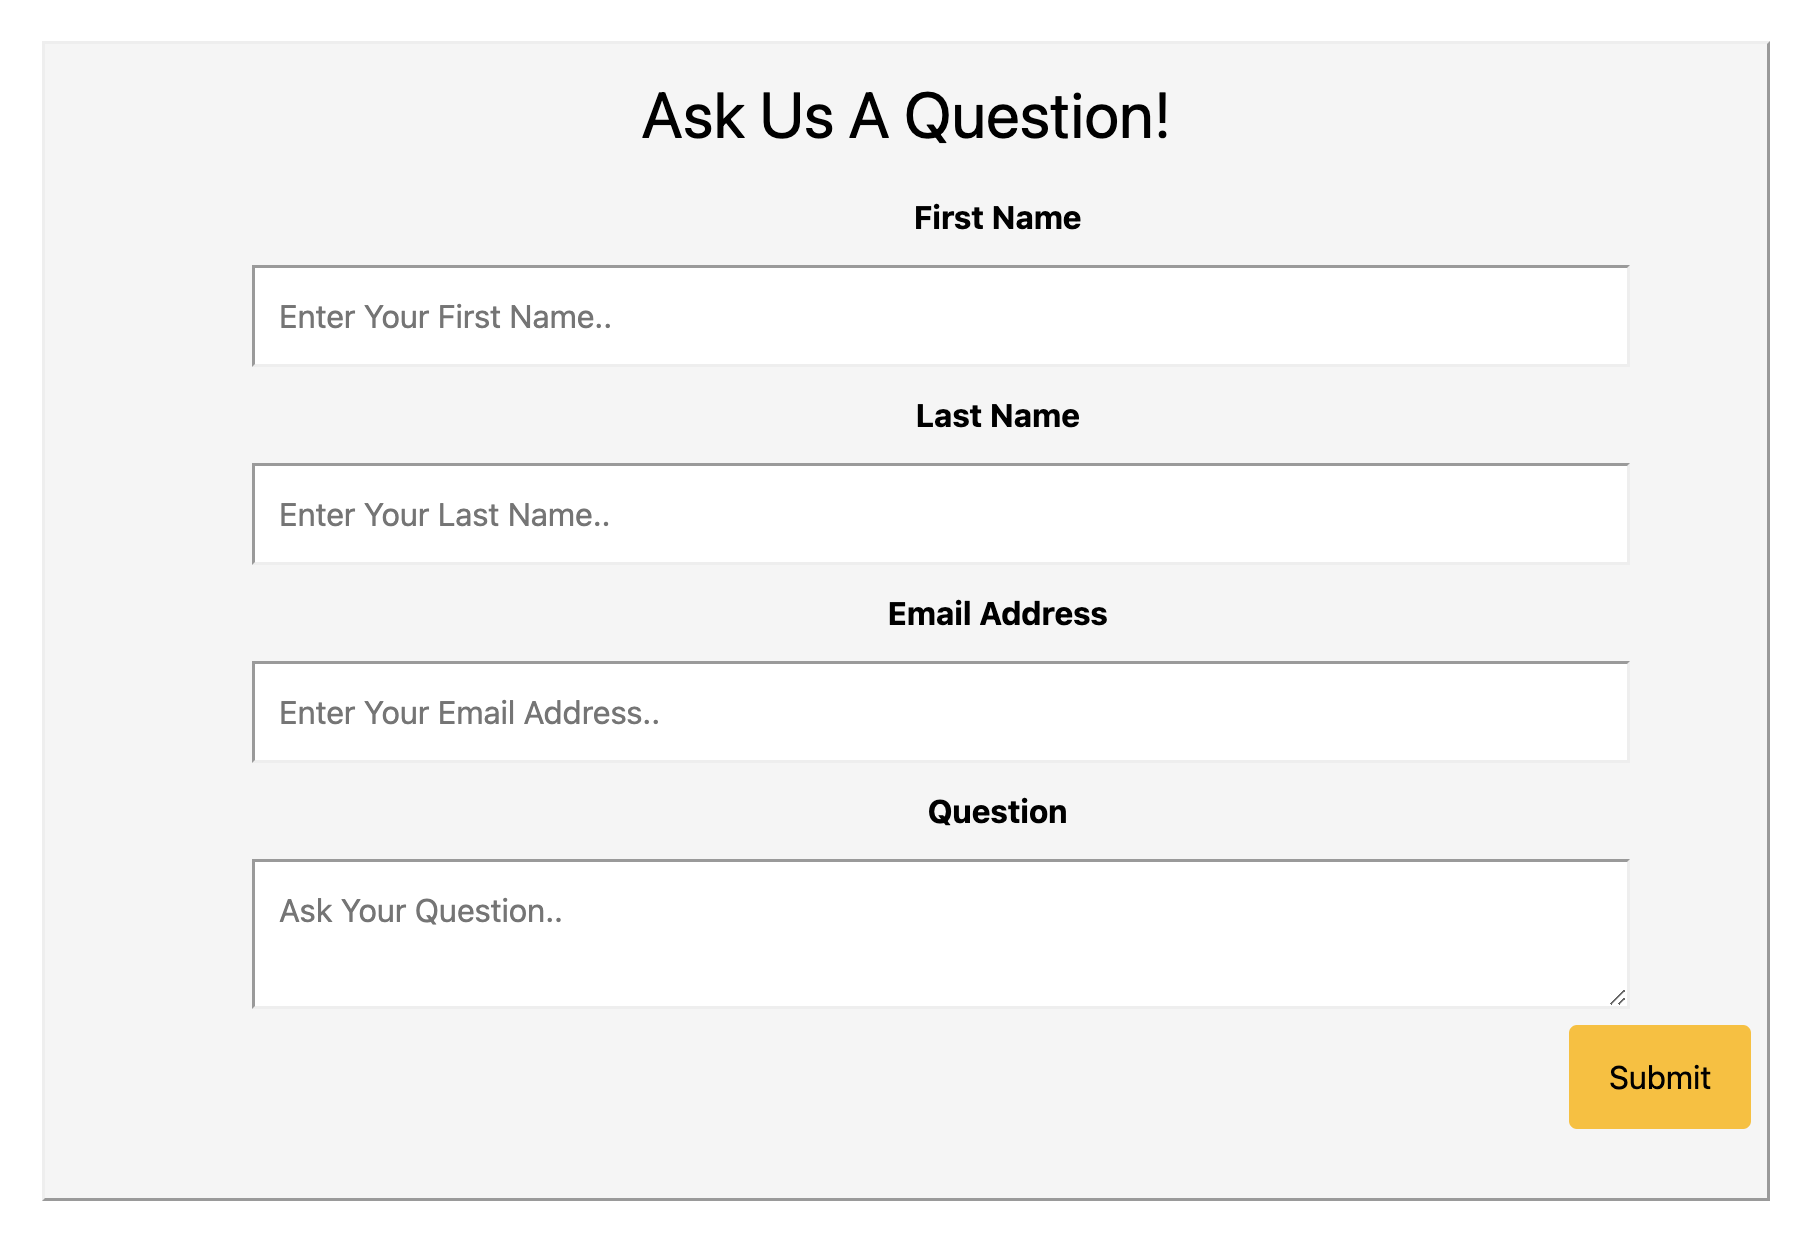 Ask Us A Question!
First Name
Enter Your First Name..
Last Name
Enter Your Last Name..
Email Address
Enter Your Email Address..
Question
Ask Your Question..
Submit